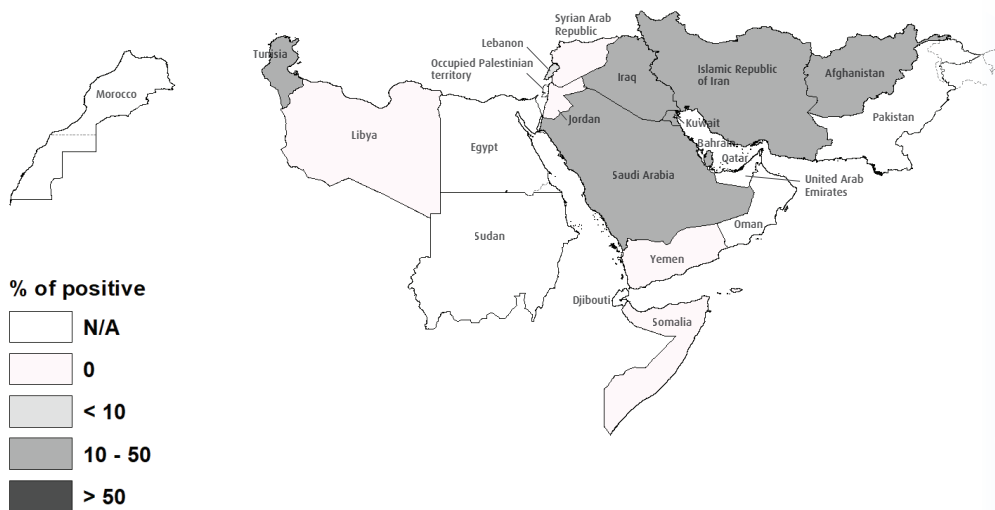 Syrian Arab
Republic
Lebanon
Occupied Palestinian
territory
Tunisia
Morocco
Libya
Egypt
Jordan
Iraq
Islamic Republic
of Iran
Afghanistan
Pakistan
Kuwait
Bahrain
Qatar
Saudi Arabia
United Arab
Emirates
Oman
Sudan
Yemen
Djibouti
Somalia
% of positive
N/A
0
< 10
10 - 50
> 50